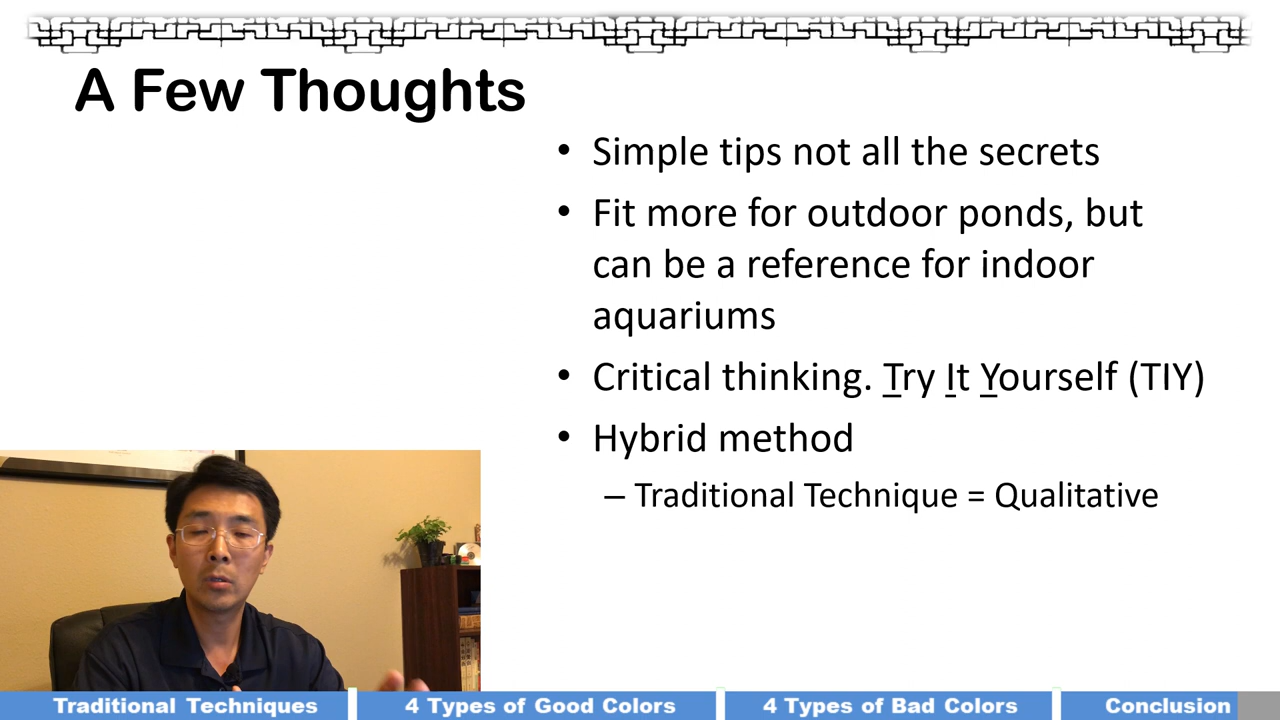 A Few Thoughts
• Simple tips not all the secrets
• Fit more for outdoor ponds, but
can be a reference for indoor
aquariums
• Critical thinking. Try It Yourself (TIY)
• Hybrid method
– Traditional Technique = Qualitative
Traditional Techniques
4 Types of Good Colors
4 Types of Bad Colors
Conclusion